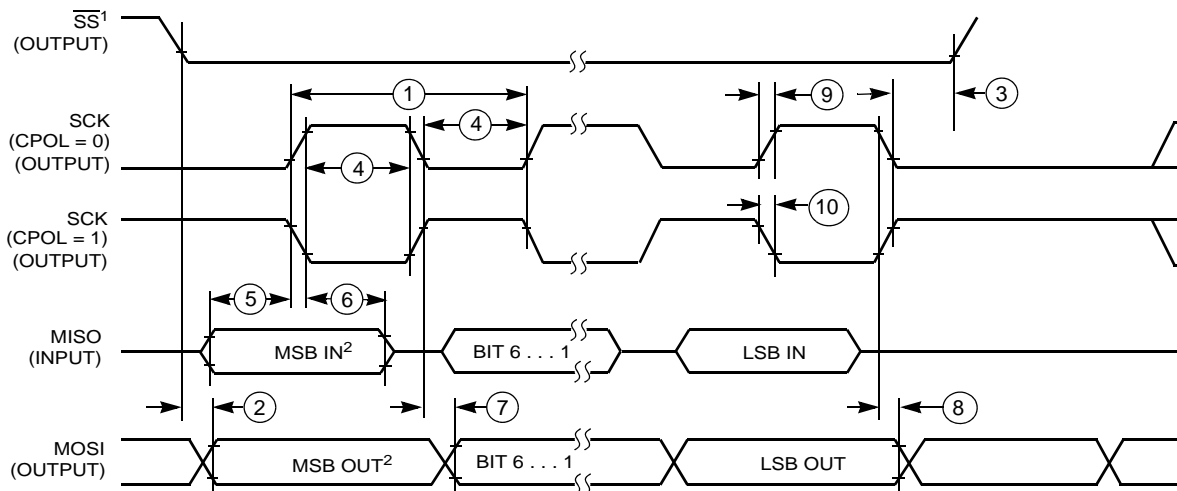 SS¹
(OUTPUT)
1
9
3
SCK
(CPOL = 0)
(OUTPUT)
4
4
SCK
(CPOL = 1)
(OUTPUT)
10
5
6
MISO
(INPUT)
MSB IN²
BIT 6 . . . 1
LSB IN
2
7
8
MOSI
(OUTPUT)
MSB OUT²
BIT 6 . . . 1
LSB OUT